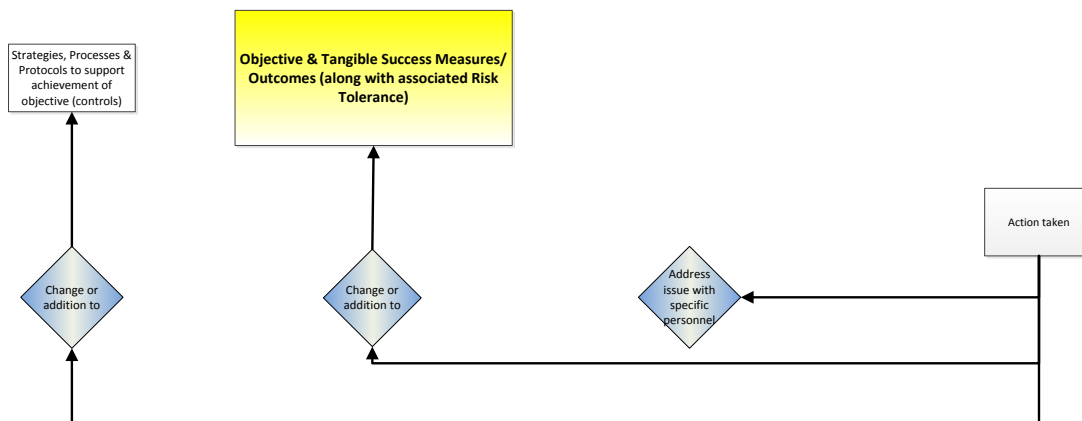 Strategies, Processes &
Protocols to support
achievement of
objective (controls)
Objective & Tangible Success Measures/
Outcomes (along with associated Risk
Tolerance)
Action taken
Change or
addition to
Change or
addition to
Address
issue with
specific
personnel